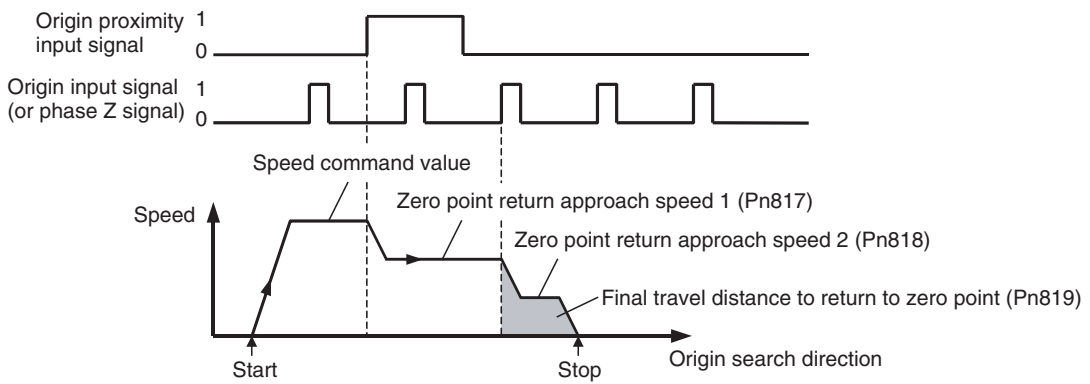 Origin proximity 1
input signal
0
Origin input signal 1
(or phase Z signal) 0
Speed command value
Speed
Zero point return approach speed 1 (Pn817)
Zero point return approach speed 2 (Pn818)
Final travel distance to return to zero point (Pn819)
Origin search direction
Start
Stop